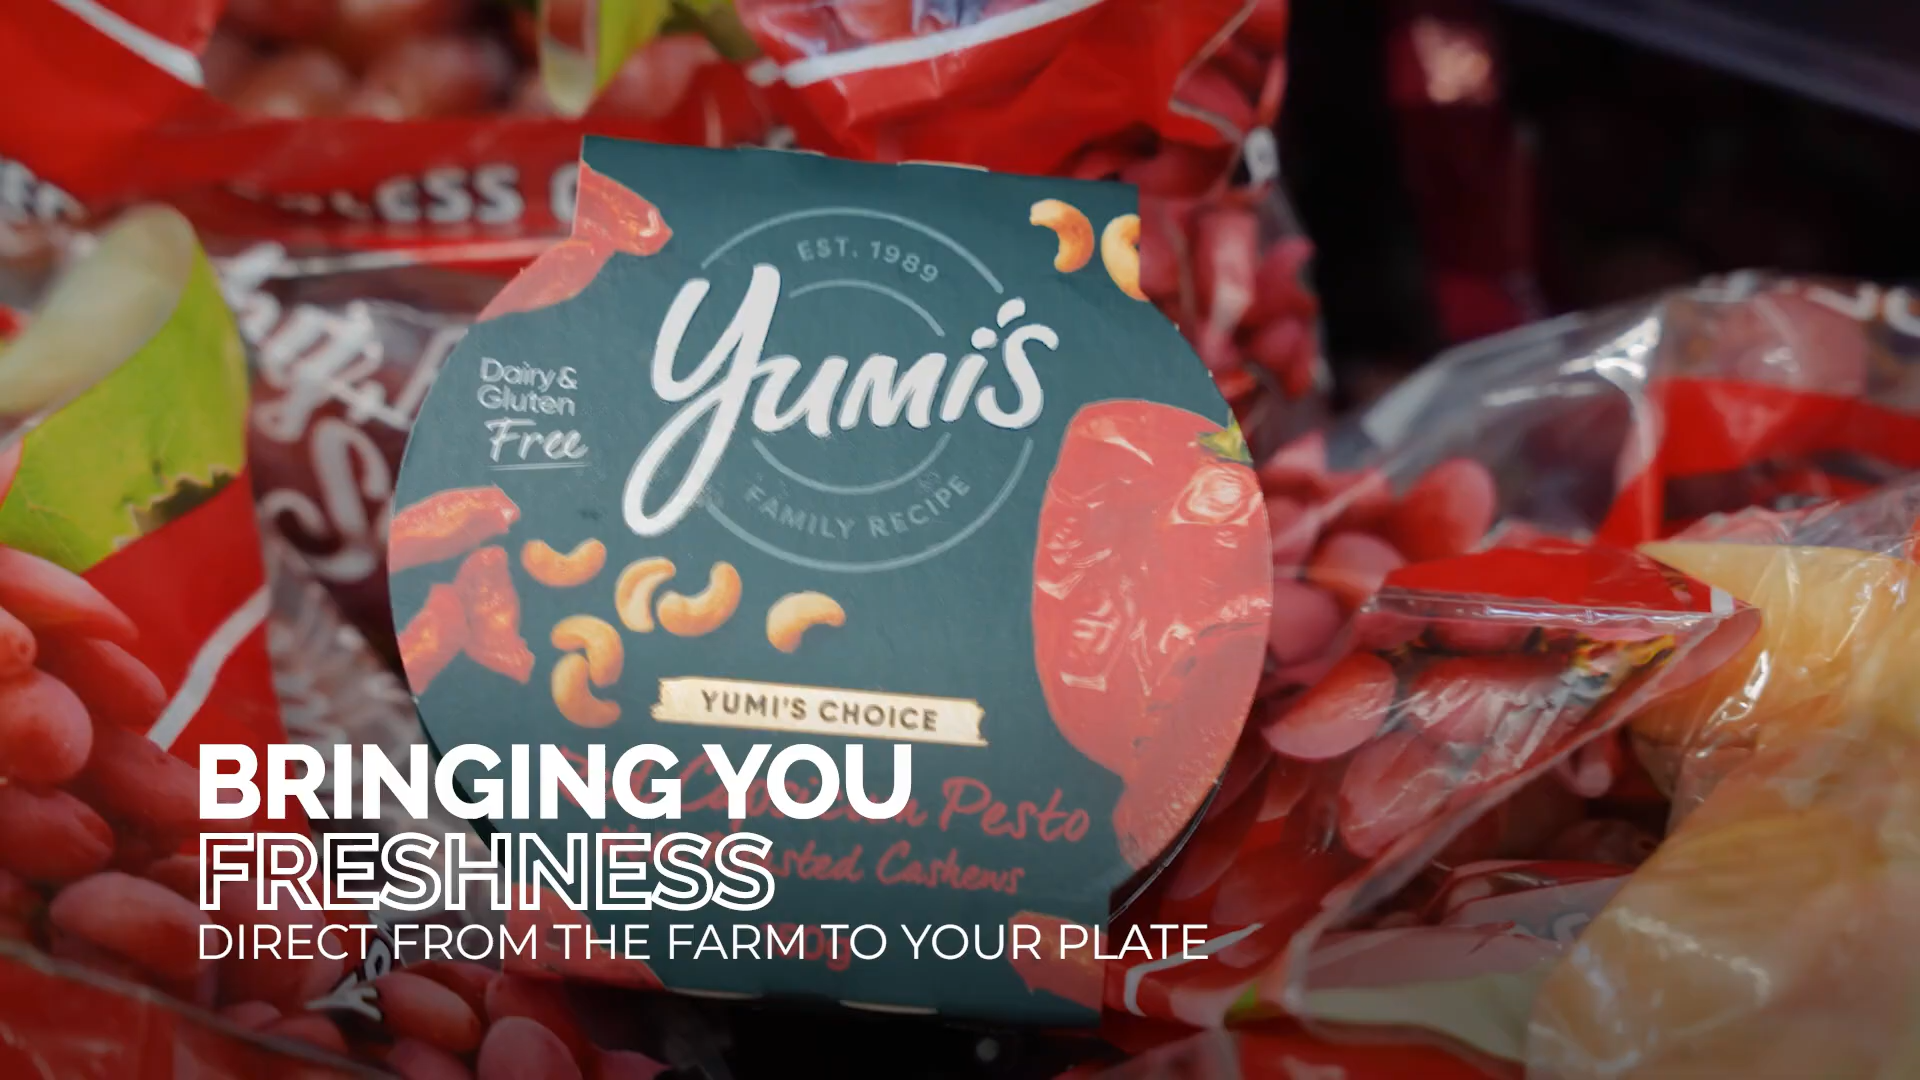 EST. 1989
Yumi's
FAMILY RECIPE
Dairy &
Gluten
Free
YUMI'S CHOICE
Pesto
Cashews
BRINGING YOU
FRESHNESS
DIRECT FROM THE FARM TO YOUR PLATE